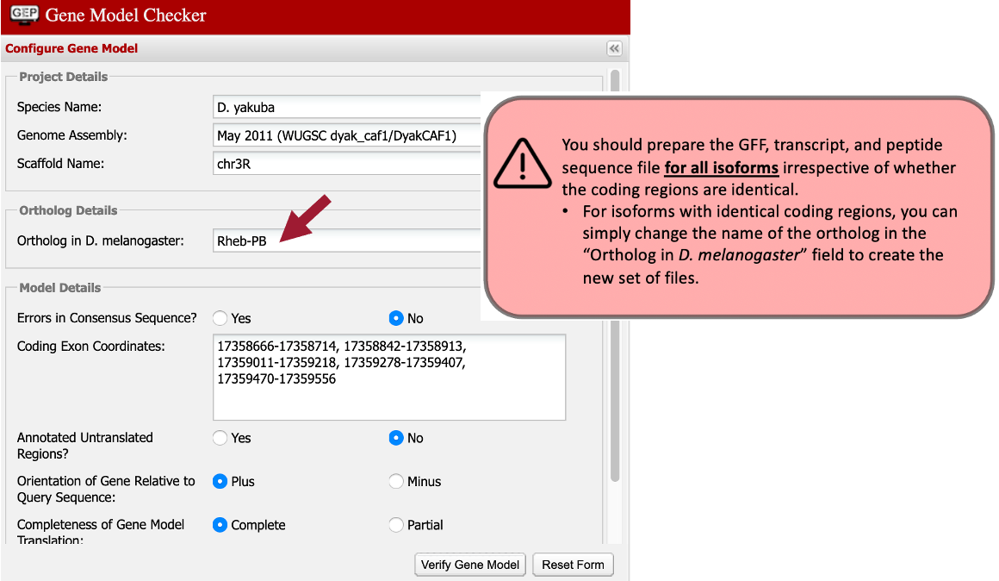 GEP Gene Model Checker
Configure Gene Model
Project Details
Species Name: D. yakuba
Genome Assembly: May 2011 (WUGSC dyak_caf1/DyakCAF1)
Scaffold Name: chr3R
Ortholog Details
Ortholog in D. melanogaster: Rheb-PB
Model Details
Errors in Consensus Sequence? Yes No
Coding Exon Coordinates: 17358666-17358714, 17358842-17358913,
17359011-17359218, 17359278-17359407,
17359470-17359556
Annotated Untranslated Yes No
Regions?
Orientation of Gene Relative to Plus Minus
Query Sequence:
Completeness of Gene Model Complete Partial
Translation:
Verify Gene Model Reset Form
You should prepare the GFF, transcript, and peptide
sequence file for all isoforms irrespective of whether
the coding regions are identical.
• For isoforms with identical coding regions, you can
simply change the name of the ortholog in the
“Ortholog in D. melanogaster” field to create the
new set of files.